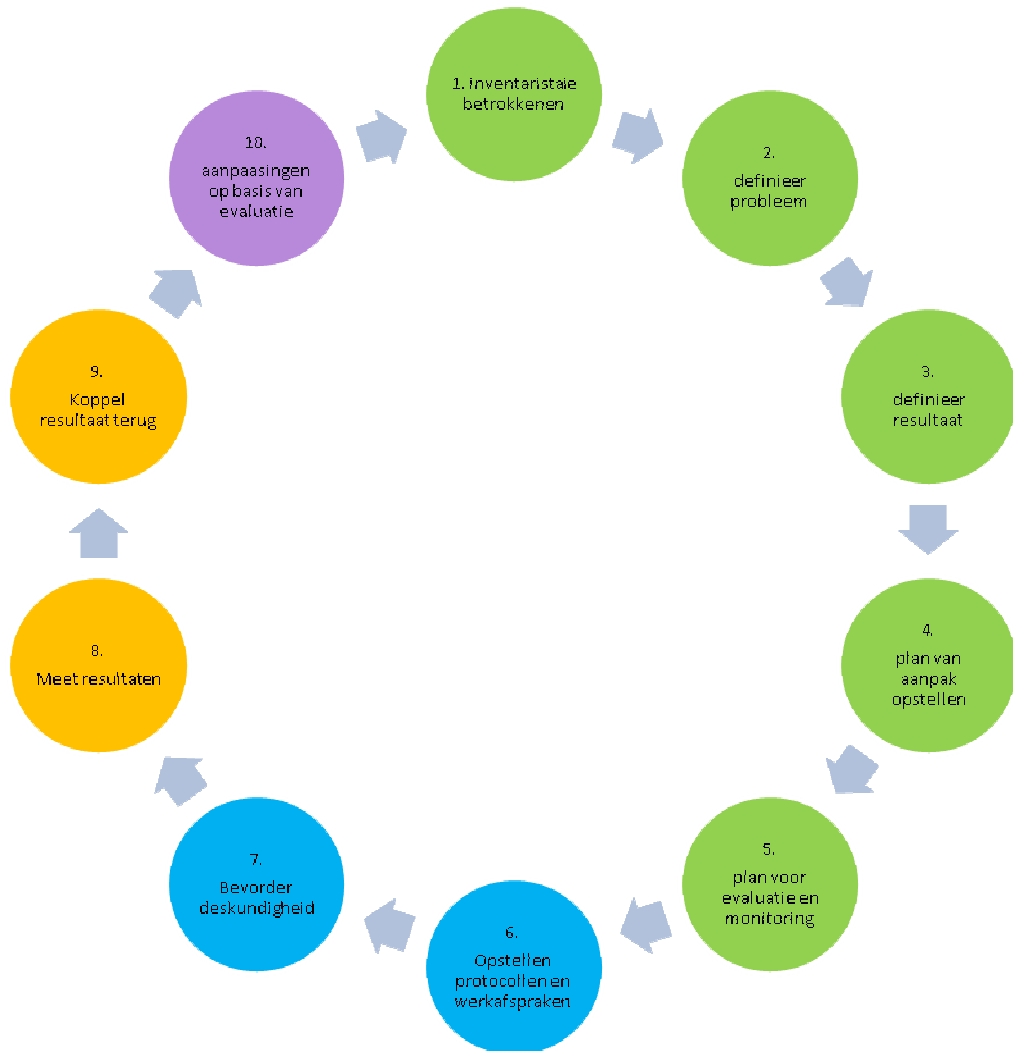 1. inventaristaie
betrokkenen
2.
definieer
probleem
3.
definieer
resultaat
4.
plan van
aanpak
opstellen
5.
plan voor
evaluatie en
monitoring
6.
Opstellen
protocollen en
werkafspraken
7.
Bevorder
deskundigheid
8.
Meet resultaten
9.
Koppel
resultaat terug
10.
aanpaasingen
op basis van
evaluatie